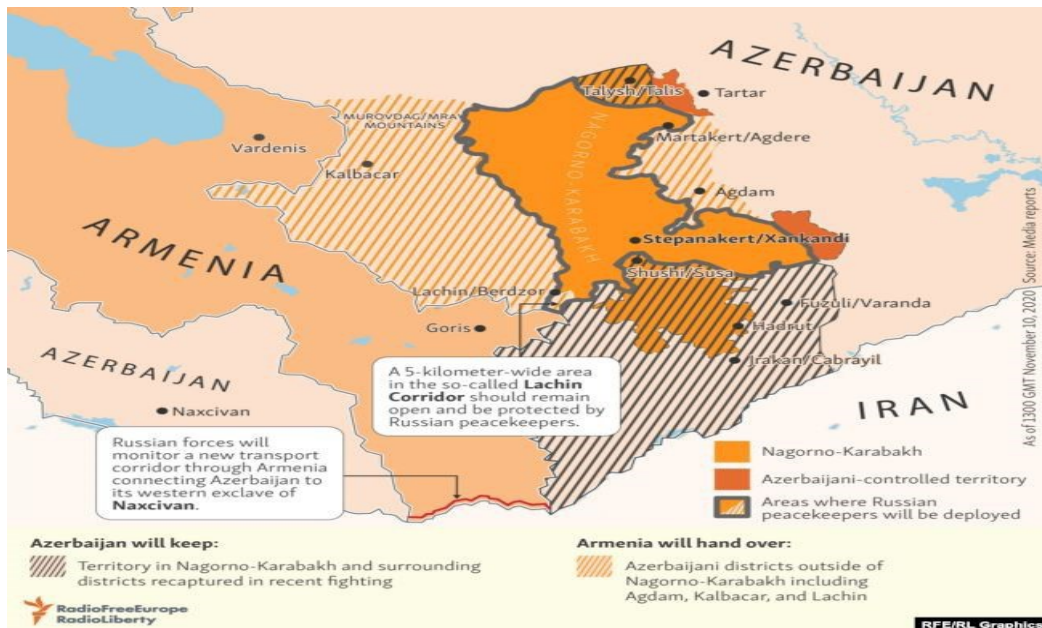 AZERBAIJAN
Talysh/Talis
Tartar
MUROVDAG/MRAV
MOUNTAINS
NAGORNO-KARABAKH
Martakert/Agdere
Vardenis
Kalbacar
Agdam
ARMENIA
Stepanakert/Xankandi
Shushi/Susa
Lachin/Berdzor
Fuzuli/Varanda
Goris
Hadrut
Jrakan/Cabrayil
AZERBAIJAN
Naxcivan
IRAN
A 5-kilometer-wide area
in the so-called Lachin
Corridor should remain
open and be protected by
Russian peacekeepers.
Russian forces will
monitor a new transport
corridor through Armenia
connecting Azerbaijan to
its western exclave of
Naxcivan.
As of 1300 GMT November 10, 2020 Source: Media reports
Nagorno-Karabakh
Azerbaijani-controlled territory
Areas where Russian
peacekeepers will be deployed
Azerbaijan will keep:
Territory in Nagorno-Karabakh and surrounding
districts recaptured in recent fighting
Armenia will hand over:
Azerbaijani districts outside of
Nagorno-Karabakh including
Agdam, Kalbacar, and Lachin
RadioFreeEurope
RadioLiberty
RFE/RL Graphics